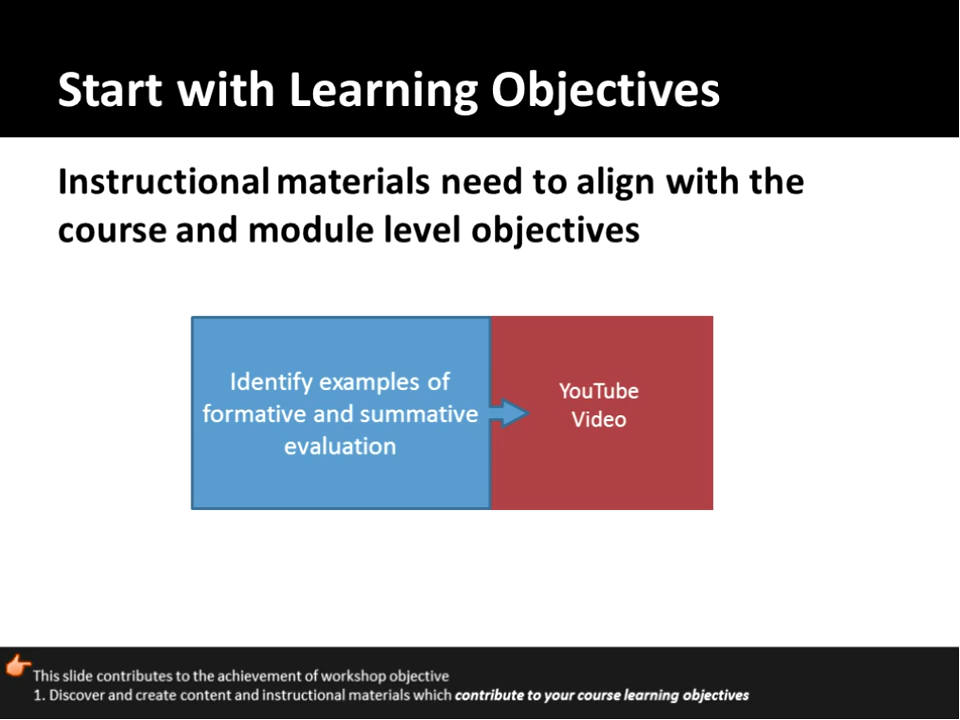 Start with Learning Objectives
Instructional materials need to align with the
course and module level objectives
Identify examples of
formative and summative
evaluation
YouTube
Video
This slide contributes to the achievement of workshop objective
1. Discover and create content and instructional materials which contribute to your course learning objectives